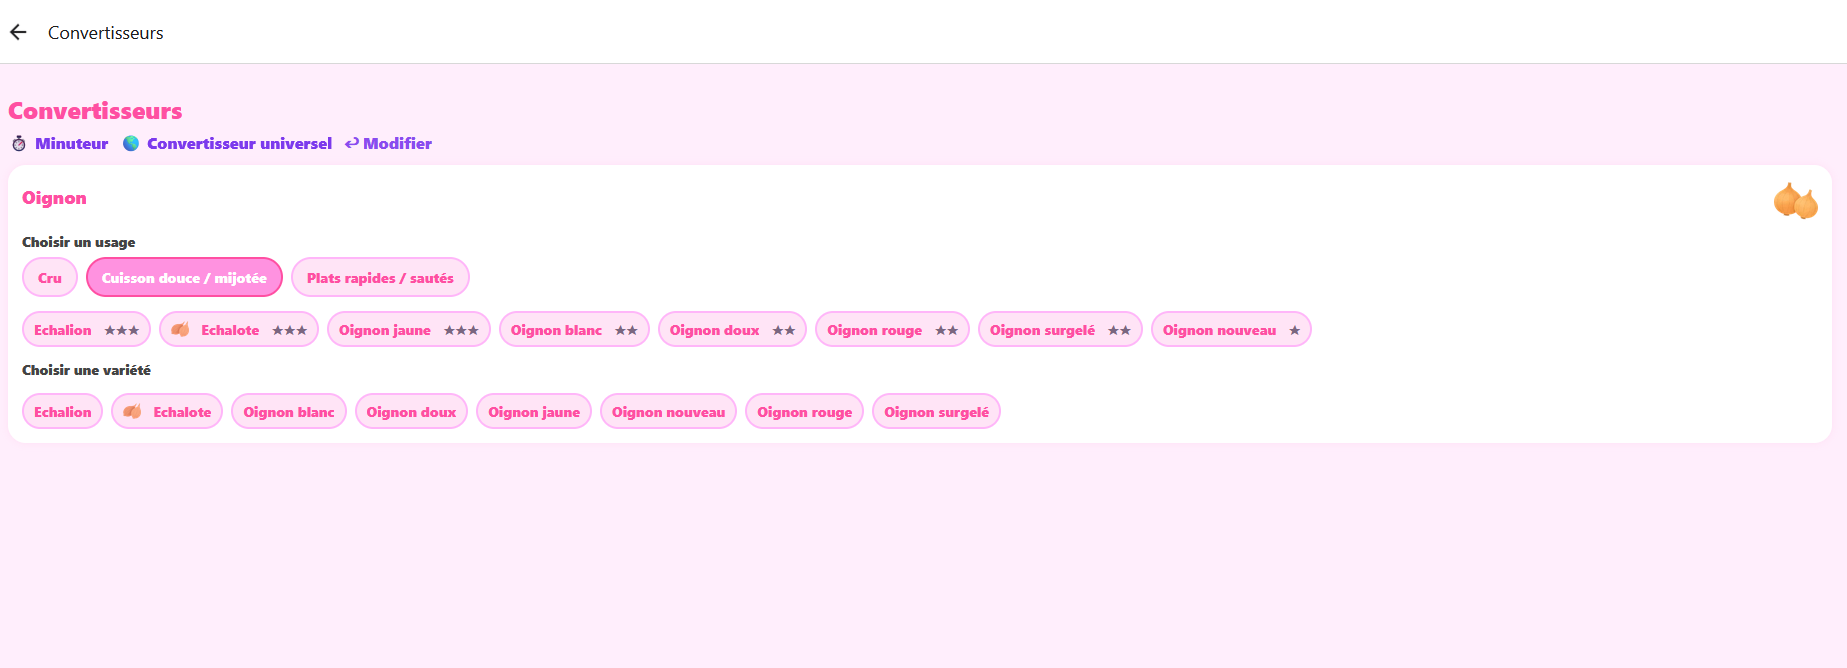 Convertisseurs
Convertisseurs
Minuteur Convertisseur universel ↩ Modifier
Oignon
Choisir un usage
Cru Cuisson douce / mijotée Plats rapides / sautés
Echalion ★★★ Echalote ★★★ Oignon jaune ★★★ Oignon blanc ★★ Oignon doux ★★ Oignon rouge ★★ Oignon surgelé ★★ Oignon nouveau ★
Choisir une variété
Echalion Echalote Oignon blanc Oignon doux Oignon jaune Oignon nouveau Oignon rouge Oignon surgelé